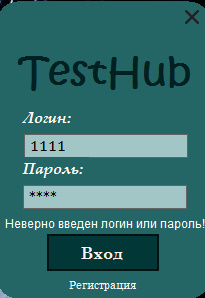 TestHub
Логин:
1111
Пароль:
****
Неверно введен логин или пароль!
Вход
Регистрация